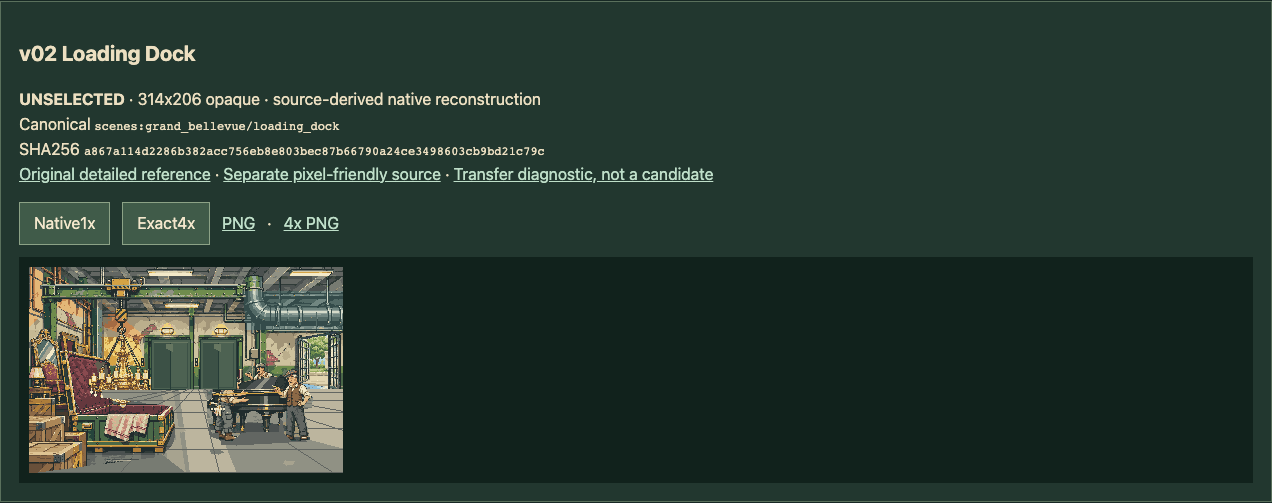 v02 Loading Dock
UNSELECTED · 314x206 opaque · source-derived native reconstruction
Canonical scenes:grand_bellevue/loading_dock
SHA256 a867a114d2286b382acc756eb8e803bec87b66790a24ce3498603cb9bd21c79c
Original detailed reference · Separate pixel-friendly source · Transfer diagnostic, not a candidate
Native1x Exact4x PNG · 4x PNG